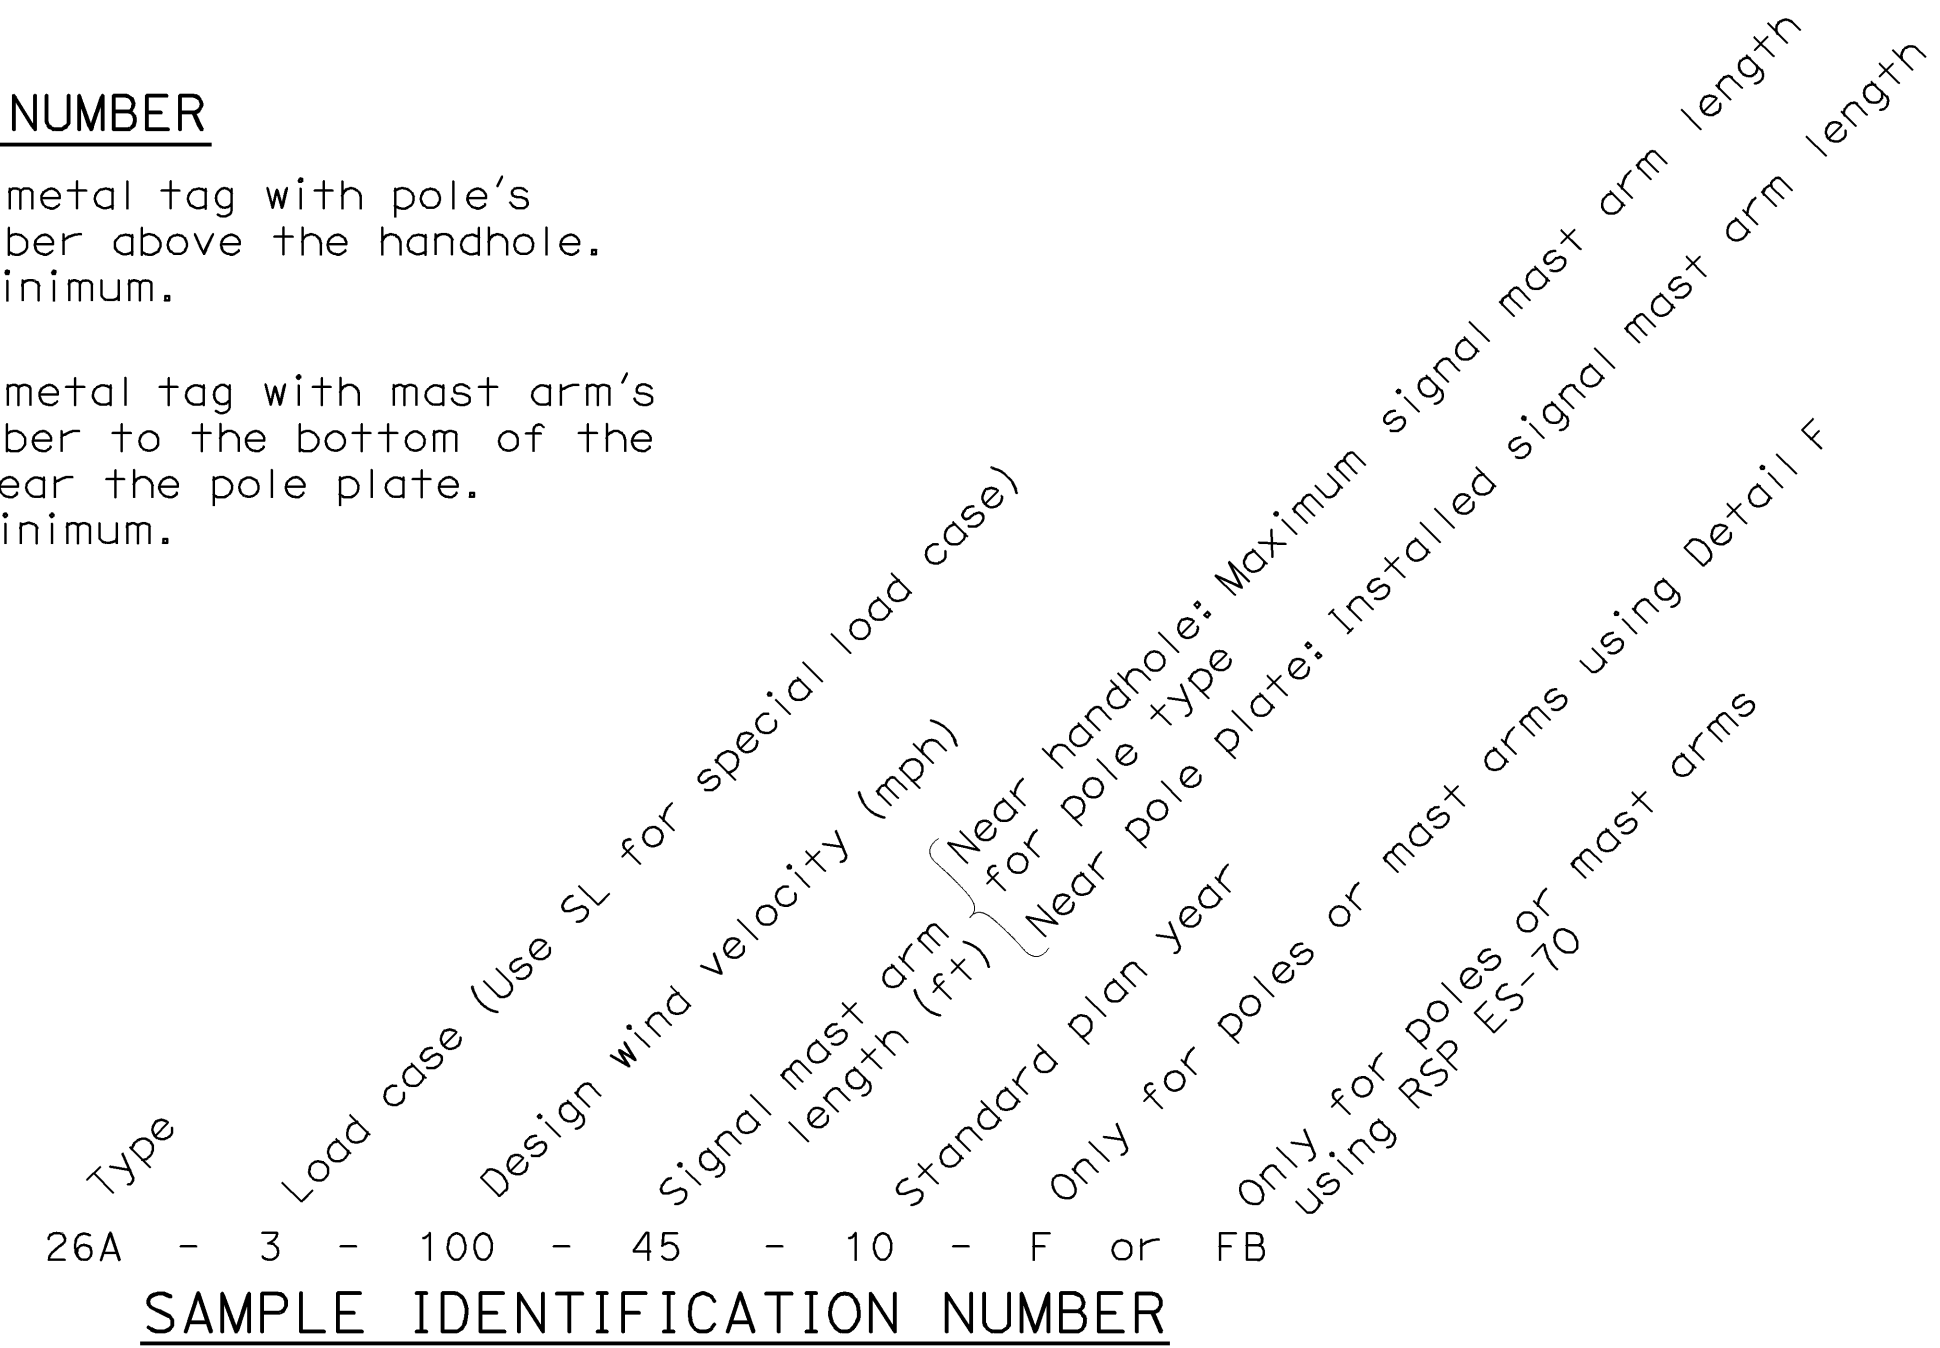 NUMBER
metal tag with pole's
ber above the handhole.
inimum.
metal tag with mast arm's
ber to the bottom of the
ear the pole plate.
inimum.
Type
Load case (Use SL for special load case)
Design wind velocity (mph)
Signal mast arm
length (ft)
Near handhole: Maximum signal mast arm length
for pole type
Near pole plate: Installed signal mast arm length
Standard plan year
Only for poles or mast arms using Detail F
Only for poles or mast arms
using RSP ES-70
26A - 3 - 100 - 45 - 10 - F or FB
SAMPLE IDENTIFICATION NUMBER